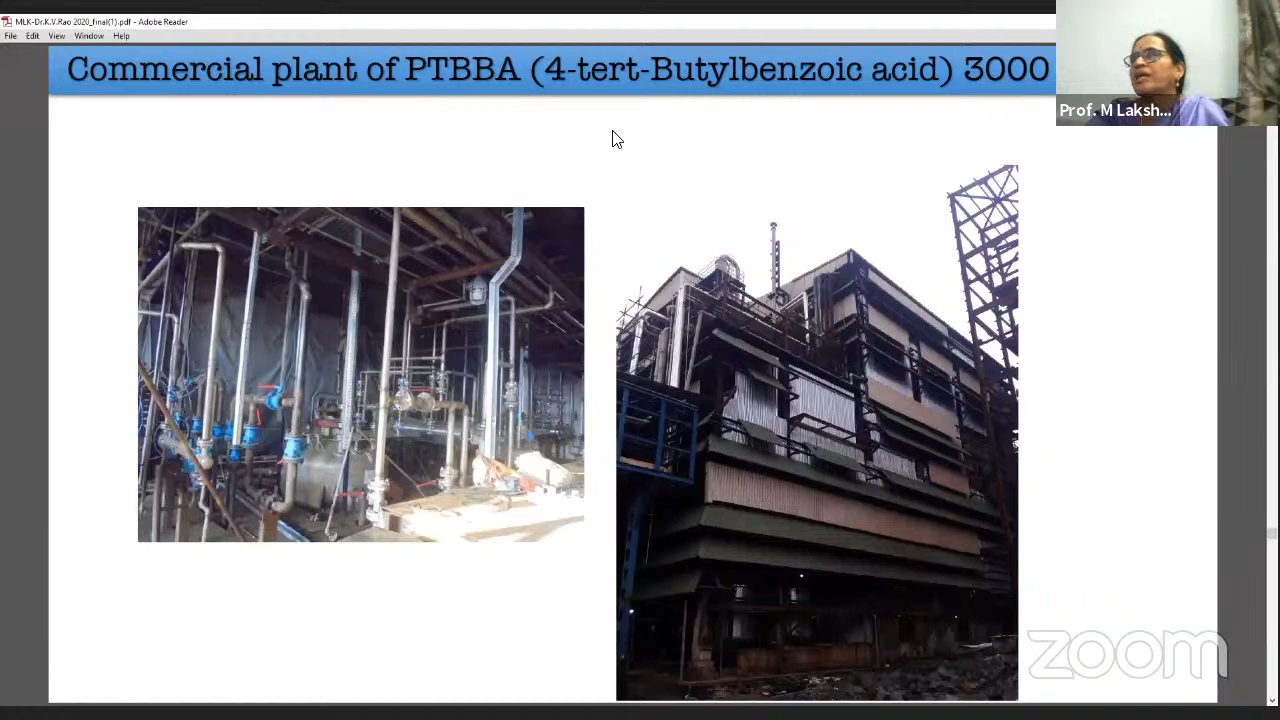 MLK-Dr.K.V.Rao 2020_final(1).pdf - Adobe Reader
File Edit View Window Help
Commercial plant of PTBBA (4-tert-Butylbenzoic acid) 3000
Prof. M Laksh...
zoom